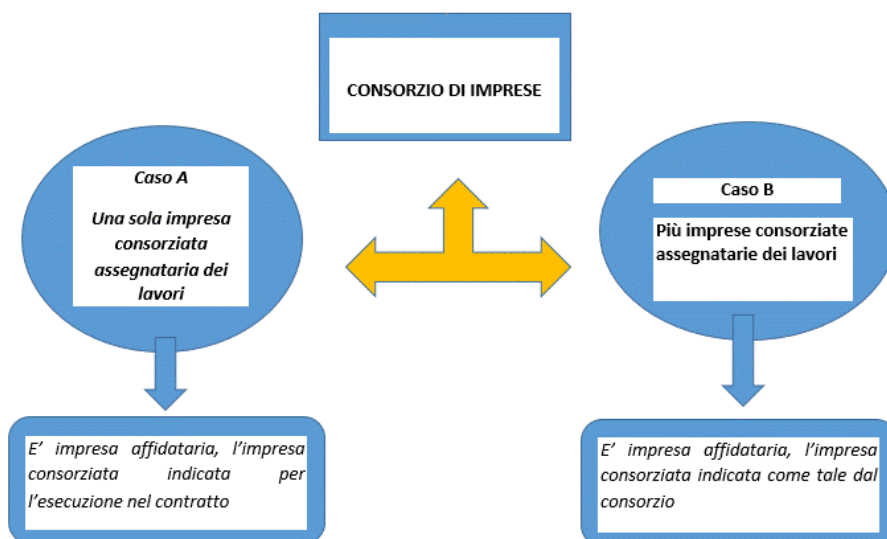 CONSORZIO DI IMPRESE
Caso A
Una sola impresa
consorziata
assegnataria dei
lavori
Caso B
Più imprese consorziate
assegnatarie dei lavori
E’ impresa affidataria, l’impresa
consorziata indicata per
l’esecuzione nel contratto
E’ impresa affidataria, l’impresa
consorziata indicata come tale dal
consorzio